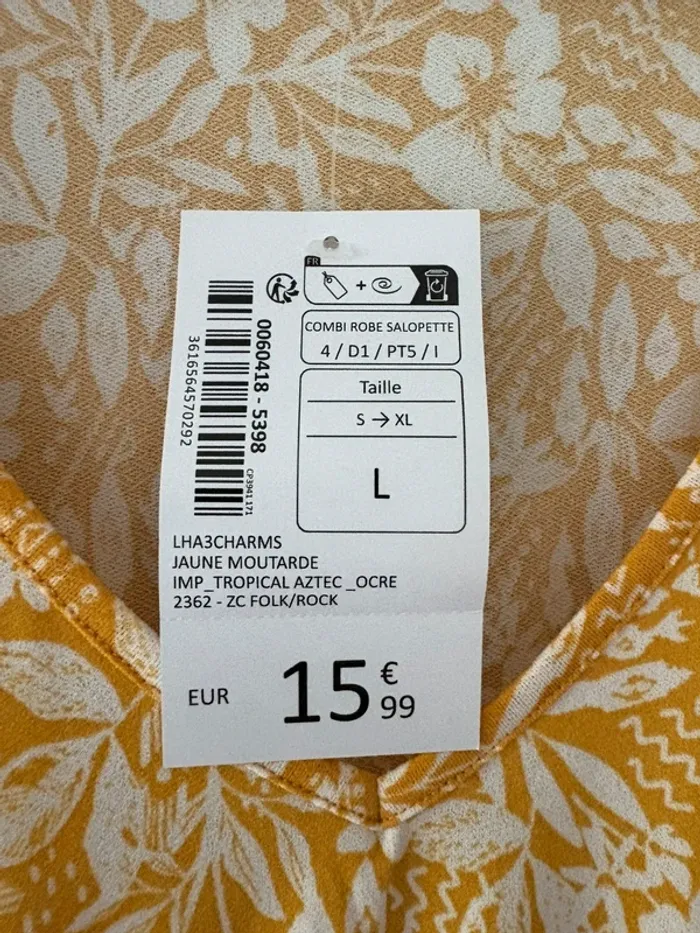 FR
+
COMBI ROBE SALOPETTE
4 / D1 / PT5 / I
Taille
S → XL
L
0060418 - 5398
3616564570292
CP3941 171
LHA3CHARMS
JAUNE MOUTARDE
IMP_TROPICAL AZTEC _OCRE
2362 - ZC FOLK/ROCK
EUR 15 € 99